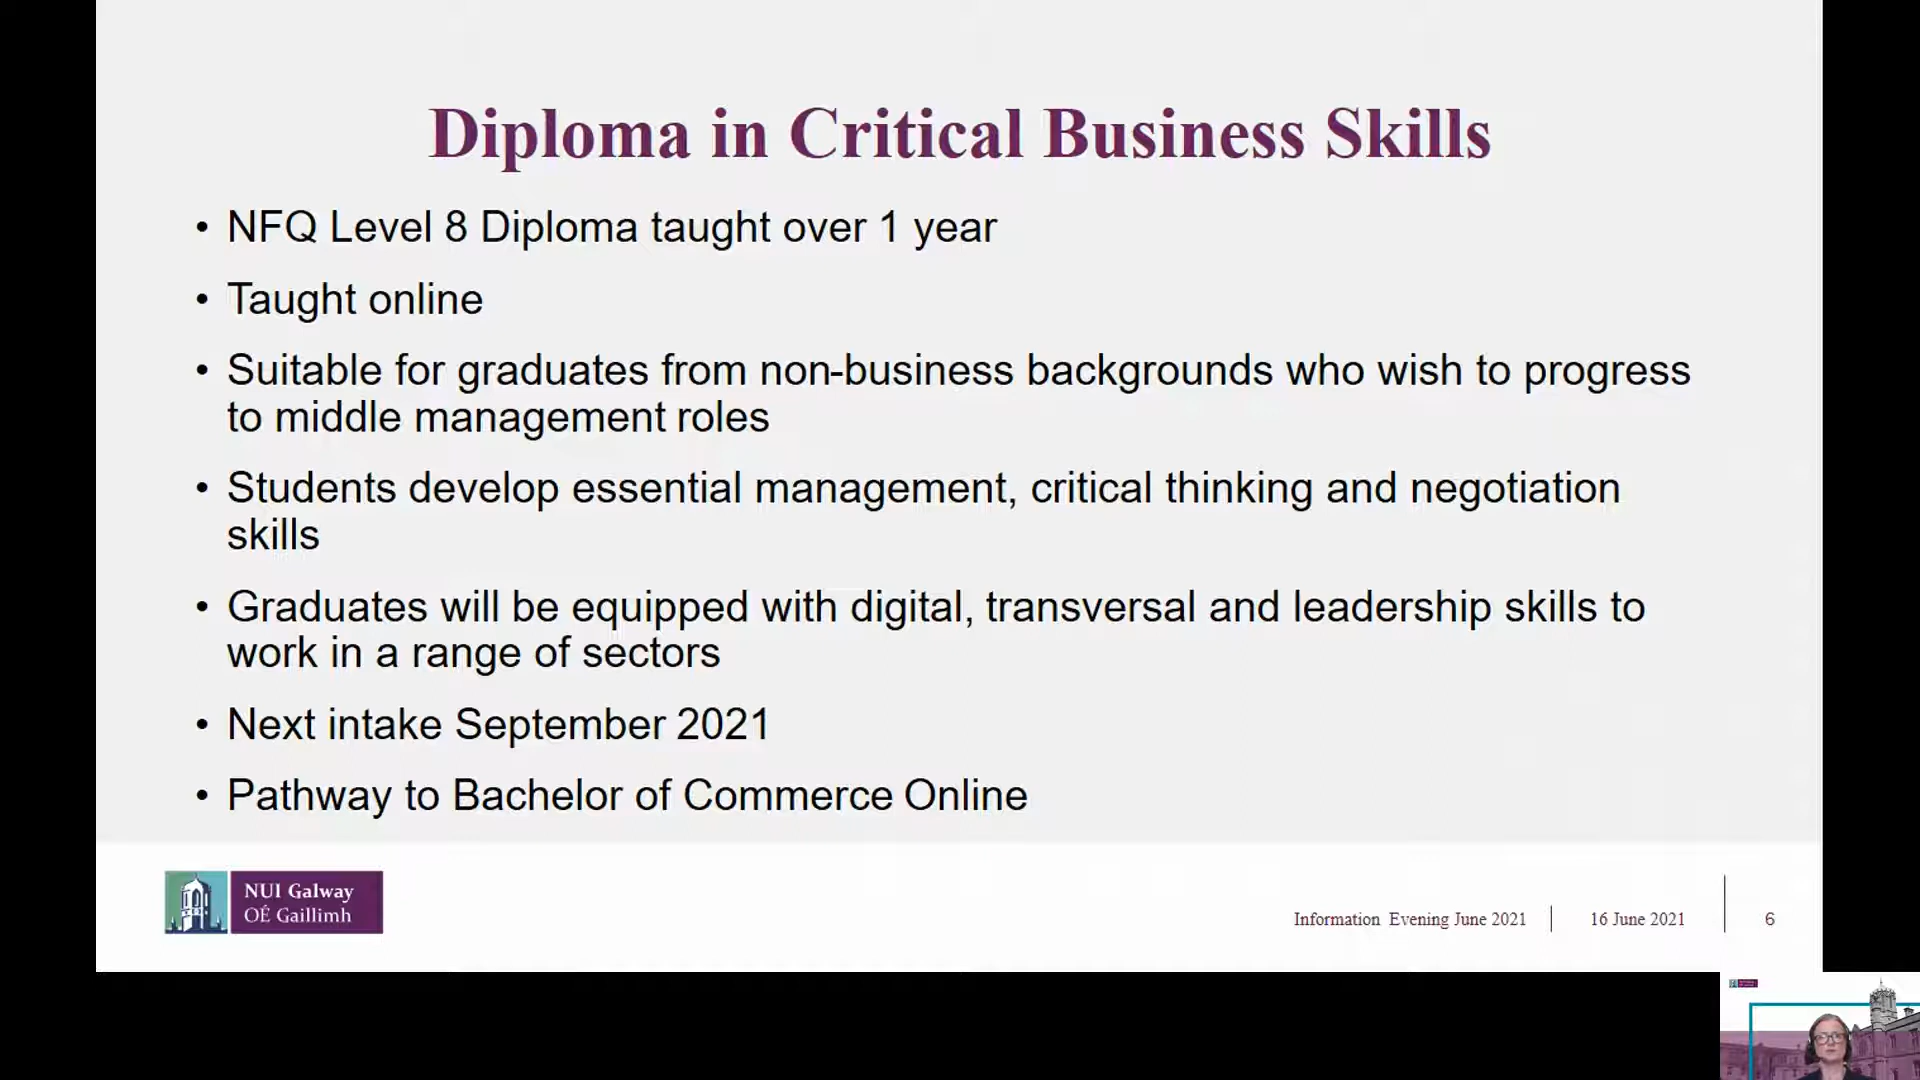 Diploma in Critical Business Skills
• NFQ Level 8 Diploma taught over 1 year
• Taught online
• Suitable for graduates from non-business backgrounds who wish to progress
to middle management roles
• Students develop essential management, critical thinking and negotiation
skills
• Graduates will be equipped with digital, transversal and leadership skills to
work in a range of sectors
• Next intake September 2021
• Pathway to Bachelor of Commerce Online
NUI Galway
OÉ Gaillimh
Information Evening June 2021
16 June 2021
6